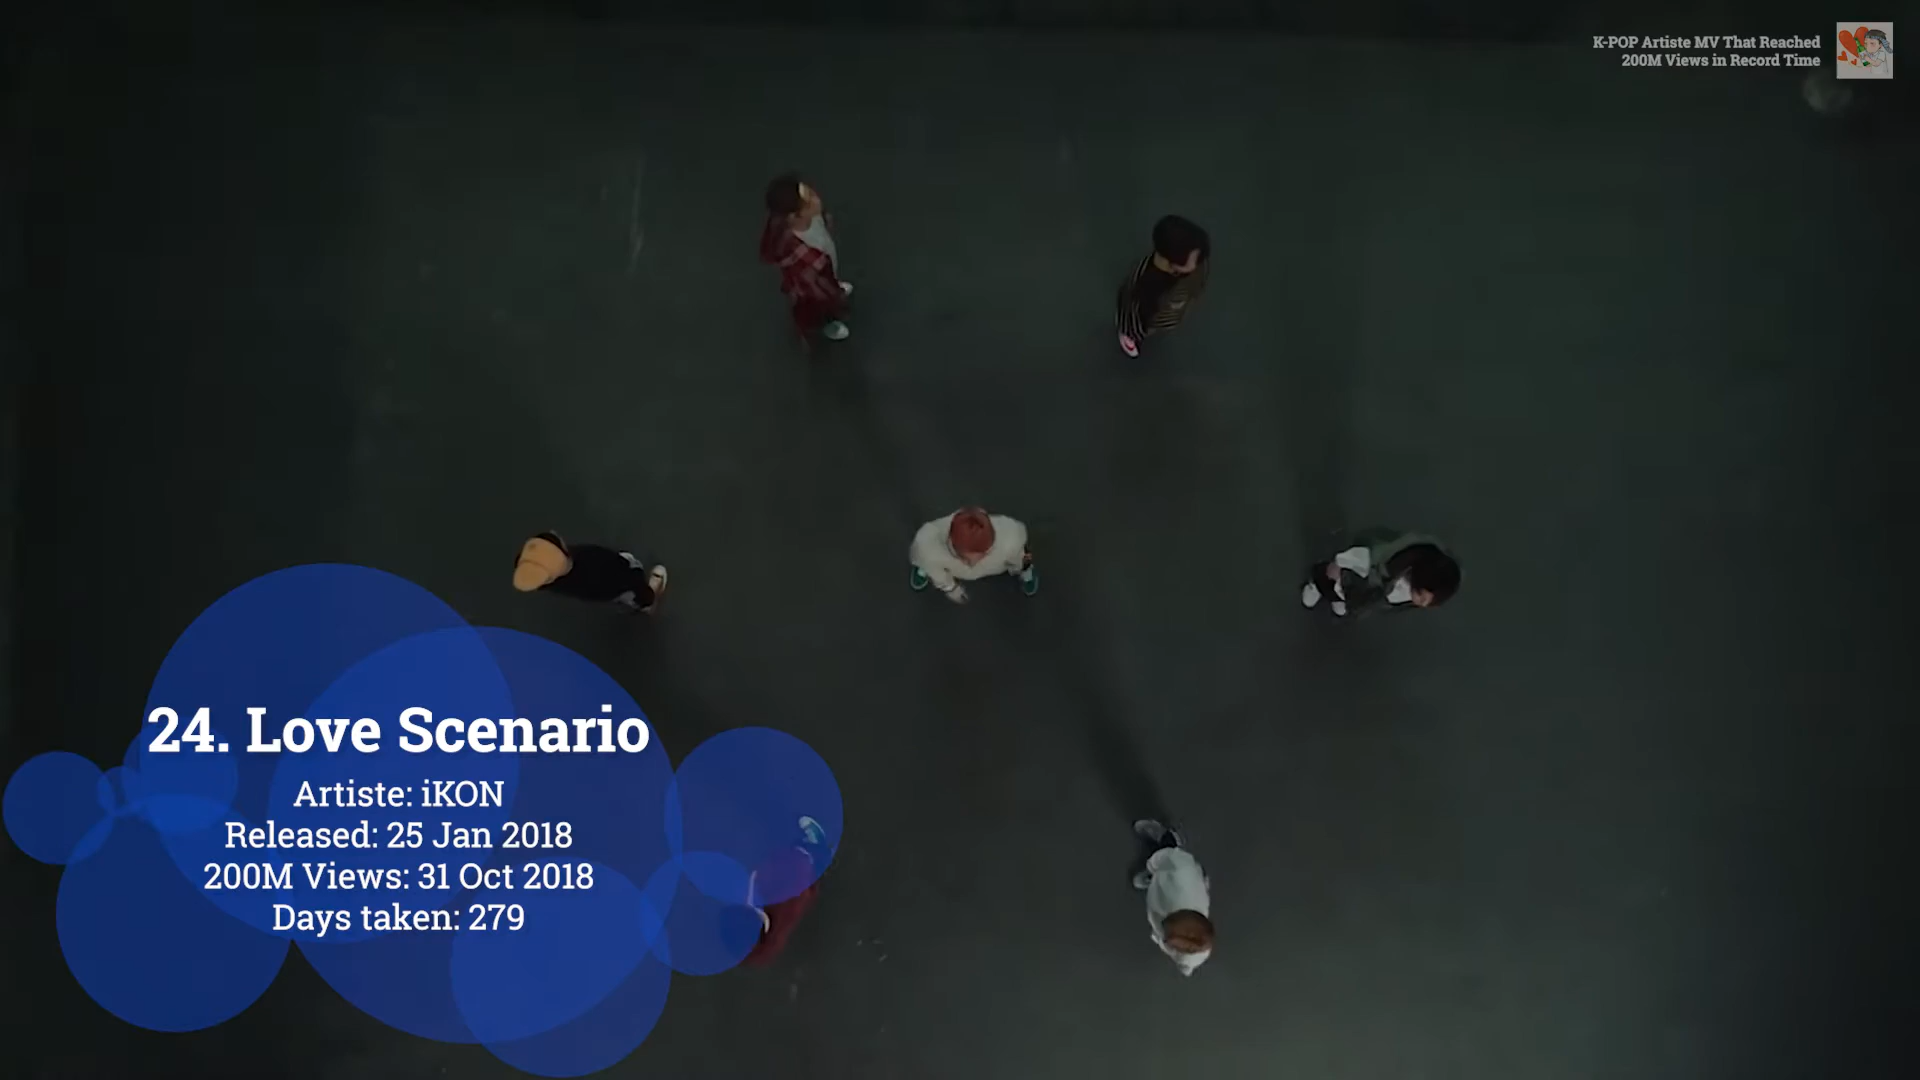 K-POP Artiste MV That Reached
200M Views in Record Time
24. Love Scenario
Artiste: iKON
Released: 25 Jan 2018
200M Views: 31 Oct 2018
Days taken: 279